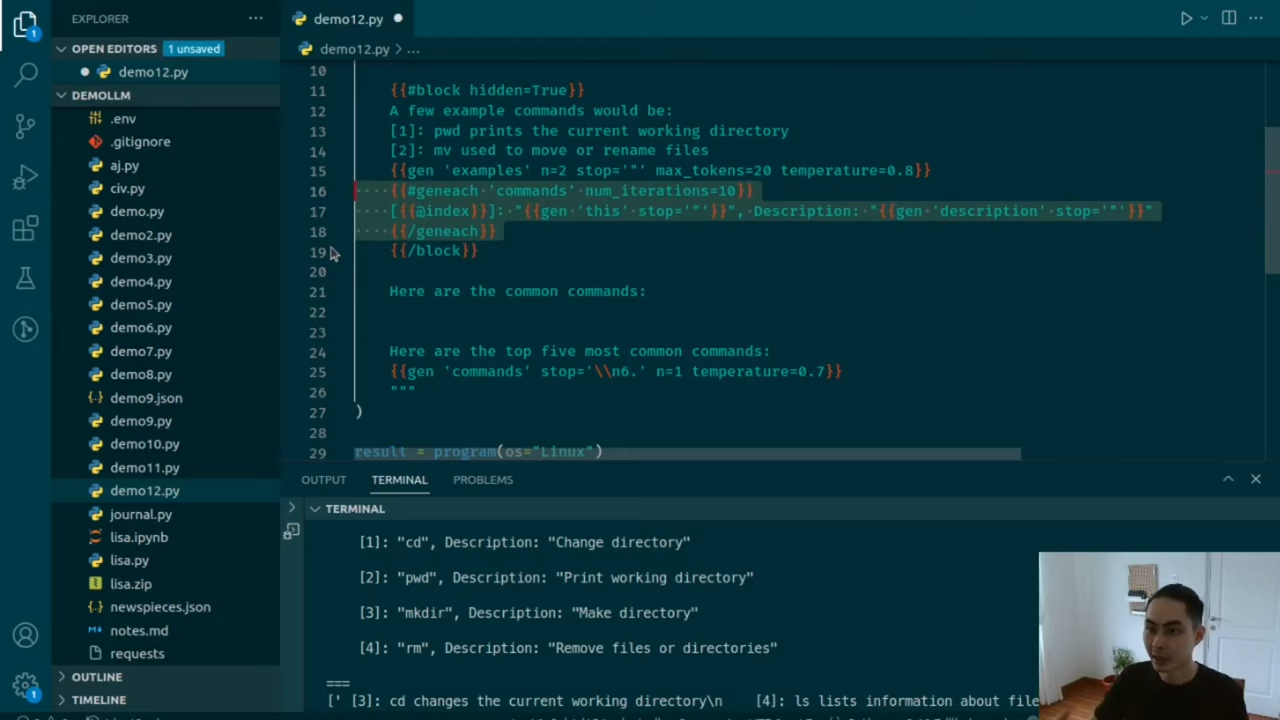 EXPLORER
demo12.py
OPEN EDITORS 1 unsaved
demo12.py
DEMOLLM
.env
.gitignore
aj.py
civ.py
demo.py
demo2.py
demo3.py
demo4.py
demo5.py
demo6.py
demo7.py
demo8.py
demo9.json
demo9.py
demo10.py
demo11.py
demo12.py
journal.py
lisa.ipynb
lisa.py
lisa.zip
newspieces.json
notes.md
requests
OUTLINE
TIMELINE
1
1
demo12.py > ...
10
11 {{#block hidden=True}}
12 A few example commands would be:
13 [1]: pwd prints the current working directory
14 [2]: mv used to move or rename files
15 {{gen 'examples' n=2 stop='"' max_tokens=20 temperature=0.8}}
16 ····{{#geneach 'commands' num_iterations=10}}
17 ····[{{@index}}]: "{{gen 'this' stop='"'}}", Description: "{{gen 'description' stop='"'}}"
18 ····{{/geneach}}
19 {{/block}}
20
21 Here are the common commands:
22
23
24 Here are the top five most common commands:
25 {{gen 'commands' stop='\\n6.' n=1 temperature=0.7}}
26 """
27 )
28
29 result = program(os="Linux")
OUTPUT TERMINAL PROBLEMS
TERMINAL
[1]: "cd", Description: "Change directory"
[2]: "pwd", Description: "Print working directory"
[3]: "mkdir", Description: "Make directory"
[4]: "rm", Description: "Remove files or directories"
===
[' [3]: cd changes the current working directory\n [4]: ls lists information about file